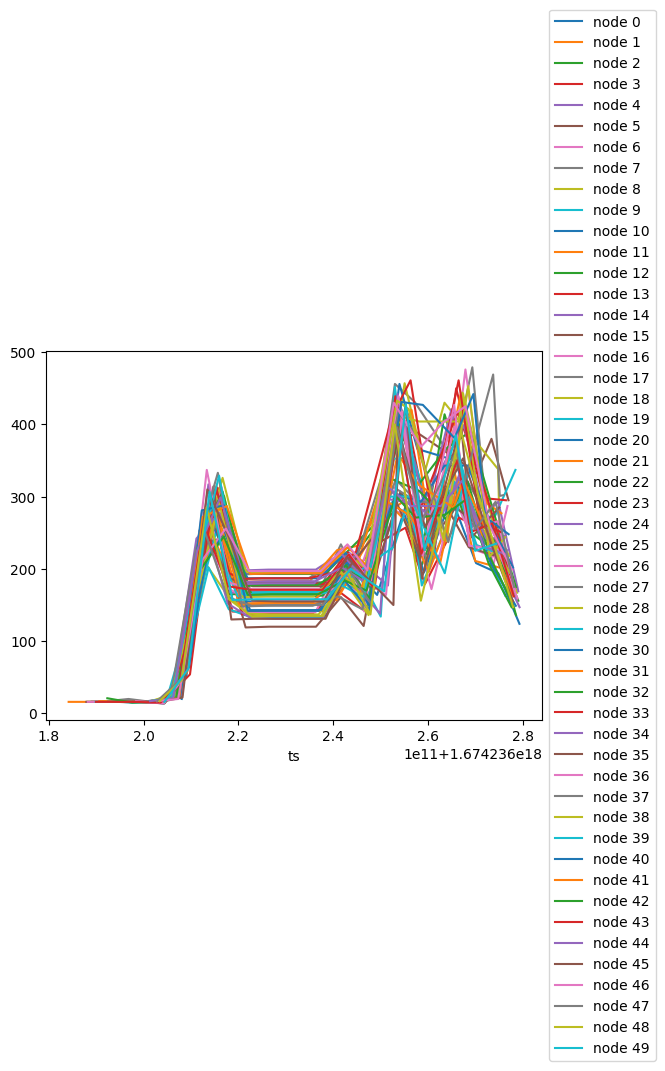 500
400
300
200
100
0
1.8
2.0
2.2
2.4
2.6
2.8
ts
1e11+1.674236e18
node 0
node 1
node 2
node 3
node 4
node 5
node 6
node 7
node 8
node 9
node 10
node 11
node 12
node 13
node 14
node 15
node 16
node 17
node 18
node 19
node 20
node 21
node 22
node 23
node 24
node 25
node 26
node 27
node 28
node 29
node 30
node 31
node 32
node 33
node 34
node 35
node 36
node 37
node 38
node 39
node 40
node 41
node 42
node 43
node 44
node 45
node 46
node 47
node 48
node 49